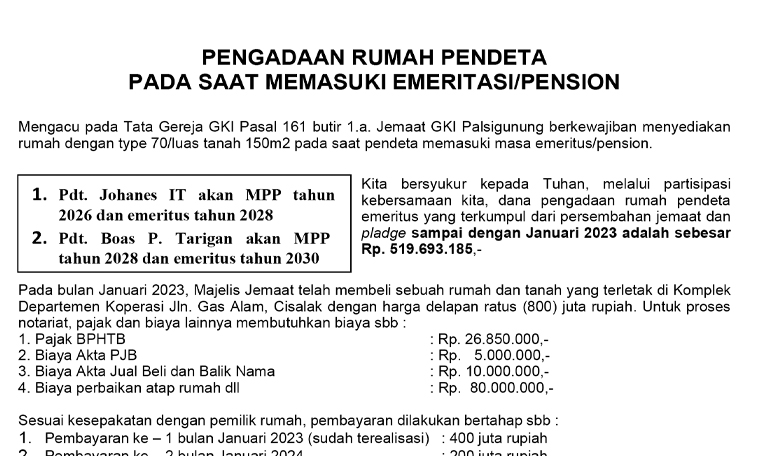 PENGADAAN RUMAH PENDETA
PADA SAAT MEMASUKI EMERITASI/PENSION
Mengacu pada Tata Gereja GKI Pasal 161 butir 1.a. Jemaat GKI Palsigunung berkewajiban menyediakan
rumah dengan type 70/luas tanah 150m2 pada saat pendeta memasuki masa emeritus/pension.
1. Pdt. Johanes IT akan MPP tahun
2026 dan emeritus tahun 2028
2. Pdt. Boas P. Tarigan akan MPP
tahun 2028 dan emeritus tahun 2030
Kita bersyukur kepada Tuhan, melalui partisipasi
kebersamaan kita, dana pengadaan rumah pendeta
emeritus yang terkumpul dari persembahan jemaat dan
pladge sampai dengan Januari 2023 adalah sebesar
Rp. 519.693.185,-
Pada bulan Januari 2023, Majelis Jemaat telah membeli sebuah rumah dan tanah yang terletak di Komplek
Departemen Koperasi Jln. Gas Alam, Cisalak dengan harga delapan ratus (800) juta rupiah. Untuk proses
notariat, pajak dan biaya lainnya membutuhkan biaya sbb :
1. Pajak BPHTB : Rp. 26.850.000,-
2. Biaya Akta PJB : Rp. 5.000.000,-
3. Biaya Akta Jual Beli dan Balik Nama : Rp. 10.000.000,-
4. Biaya perbaikan atap rumah dll : Rp. 80.000.000,-
Sesuai kesepakatan dengan pemilik rumah, pembayaran dilakukan bertahap sbb :
1. Pembayaran ke – 1 bulan Januari 2023 (sudah terealisasi) : 400 juta rupiah
2. Pembayaran ke – 2 bulan Januari 2024 : 200 juta rupiah